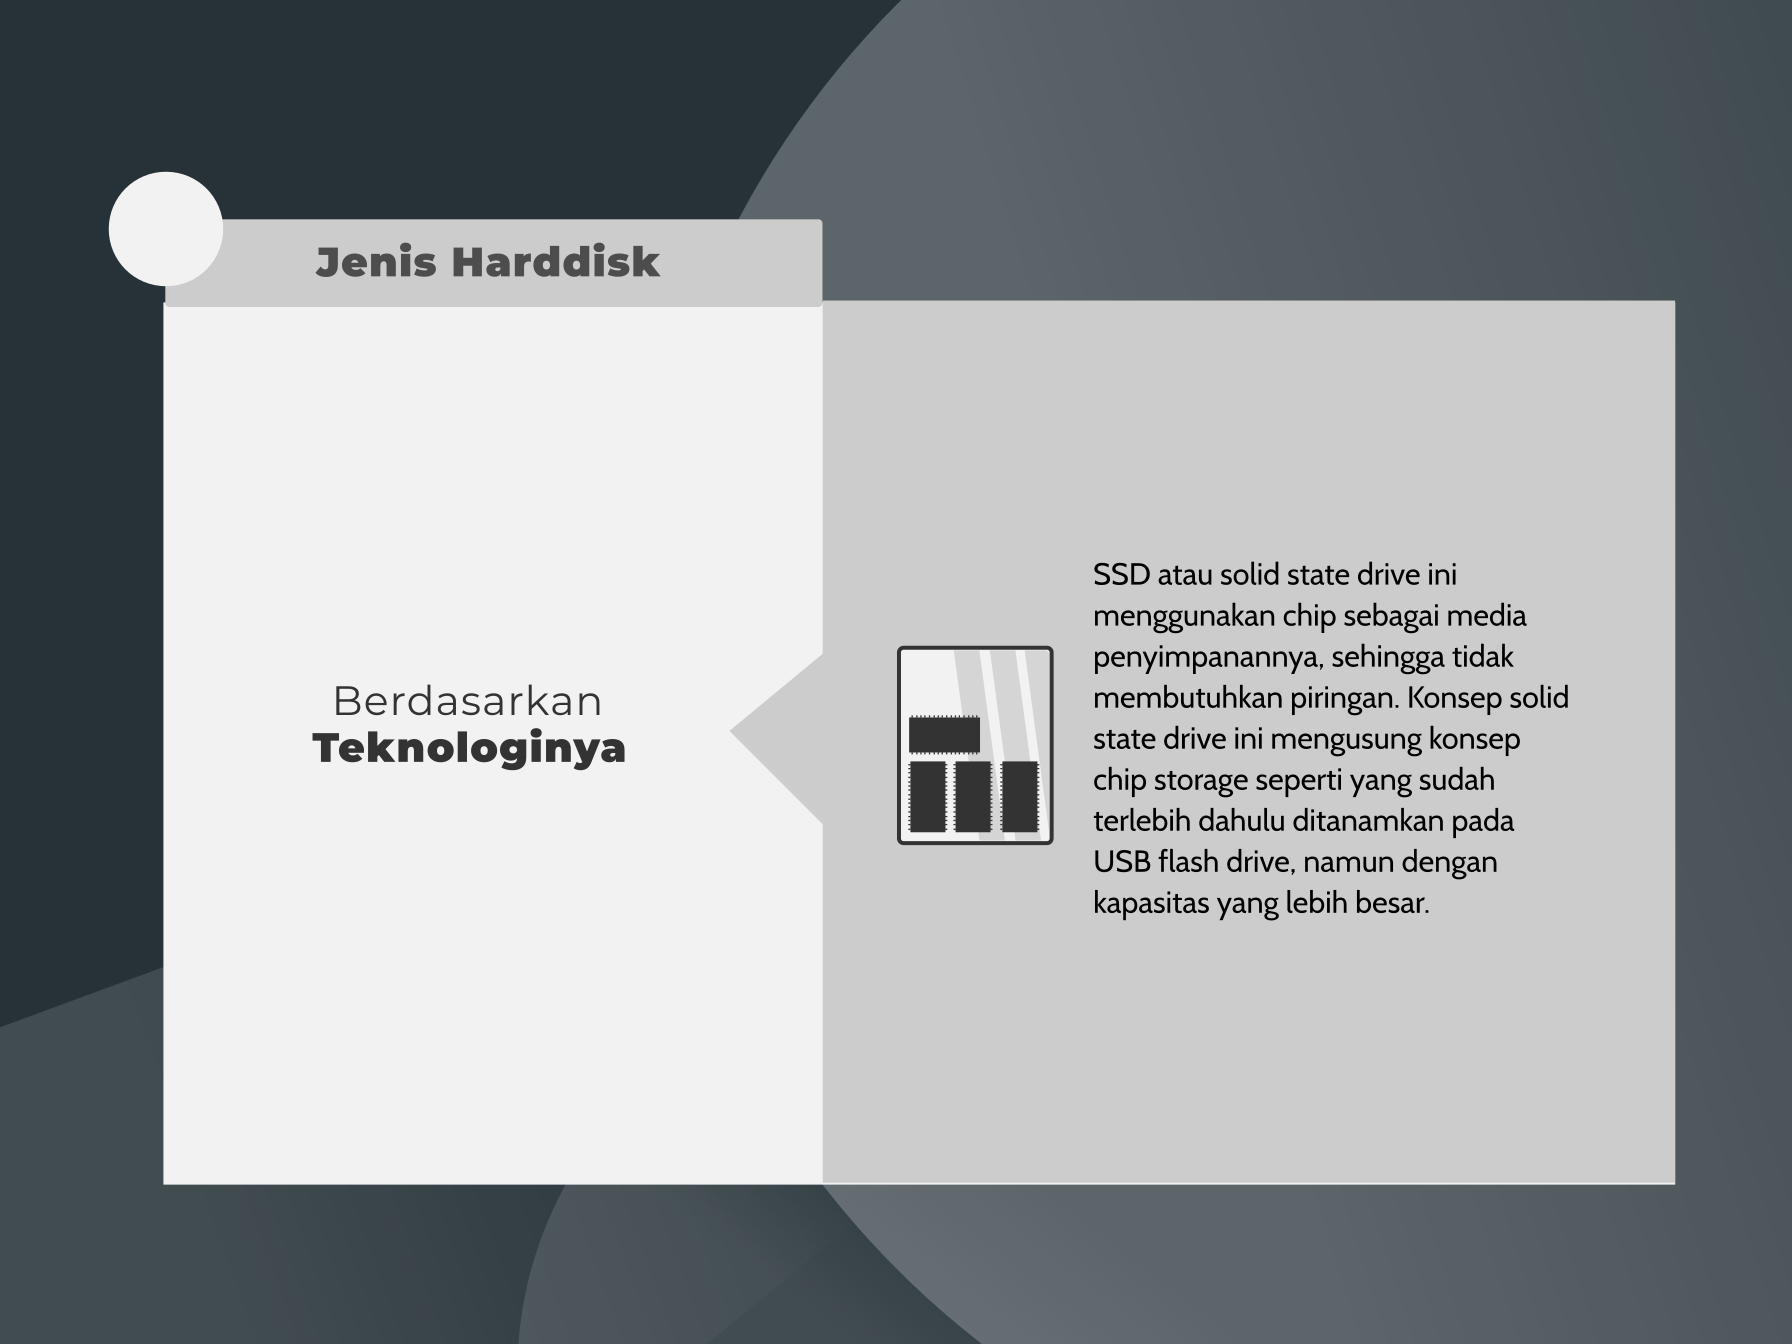 Jenis Harddisk
Berdasarkan
Teknologinya
SSD atau solid state drive ini
menggunakan chip sebagai media
penyimpanannya, sehingga tidak
membutuhkan piringan. Konsep solid
state drive ini mengusung konsep
chip storage seperti yang sudah
terlebih dahulu ditanamkan pada
USB flash drive, namun dengan
kapasitas yang lebih besar.